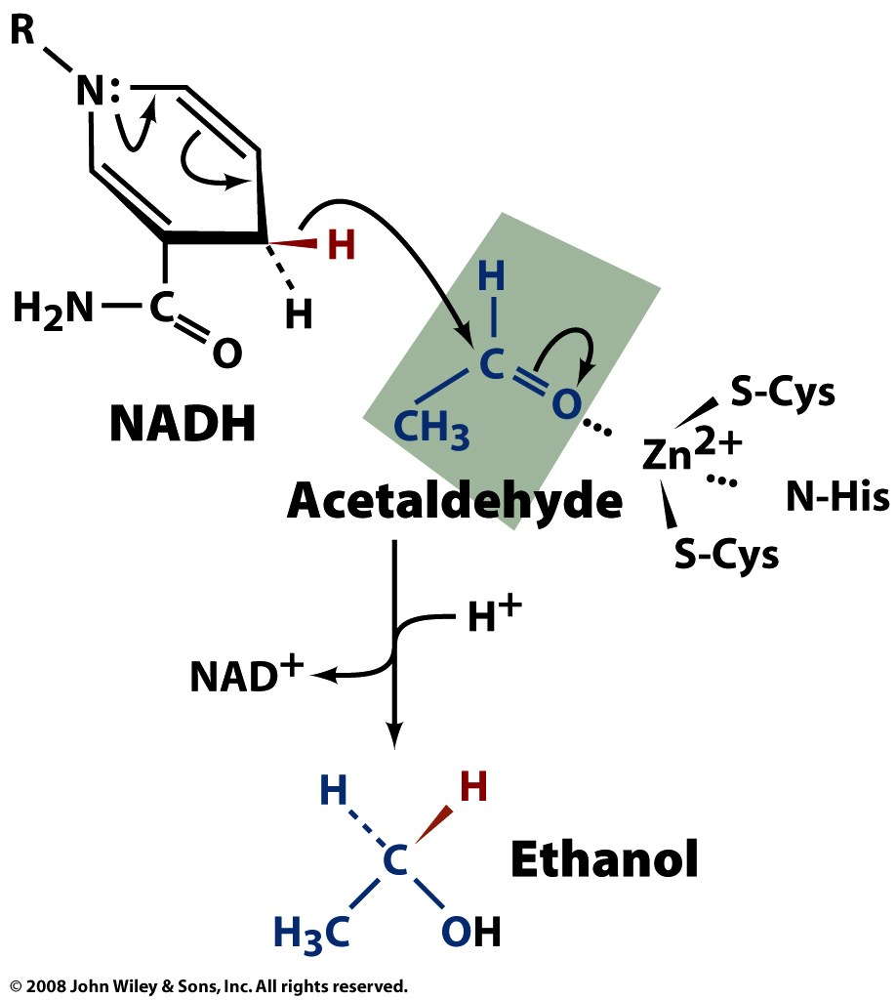 R
N:
H
H₂N
C
H
O
NADH
H
C
O
CH₃
S-Cys
Zn²⁺
N-His
Acetaldehyde
S-Cys
H⁺
NAD⁺
H
H
C
Ethanol
H₃C
OH
© 2008 John Wiley & Sons, Inc. All rights reserved.